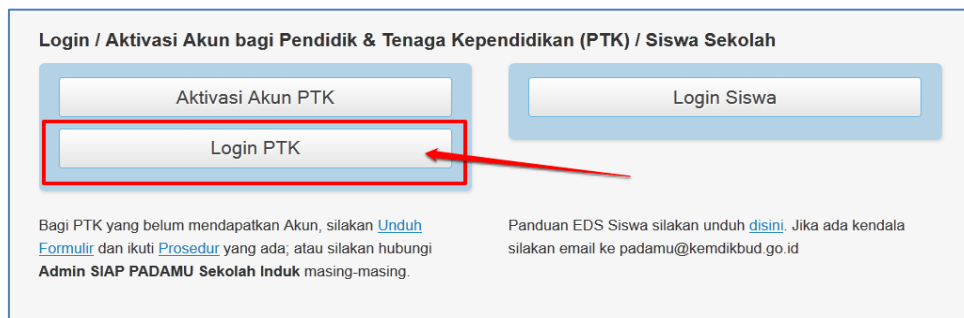 Login / Aktivasi Akun bagi Pendidik & Tenaga Kependidikan (PTK) / Siswa Sekolah
Aktivasi Akun PTK
Login PTK
Login Siswa
Bagi PTK yang belum mendapatkan Akun, silakan Unduh
Formulir dan ikuti Prosedur yang ada; atau silakan hubungi
Admin SIAP PADAMU Sekolah Induk masing-masing.
Panduan EDS Siswa silakan unduh disini. Jika ada kendala
silakan email ke padamu@kemdikbud.go.id